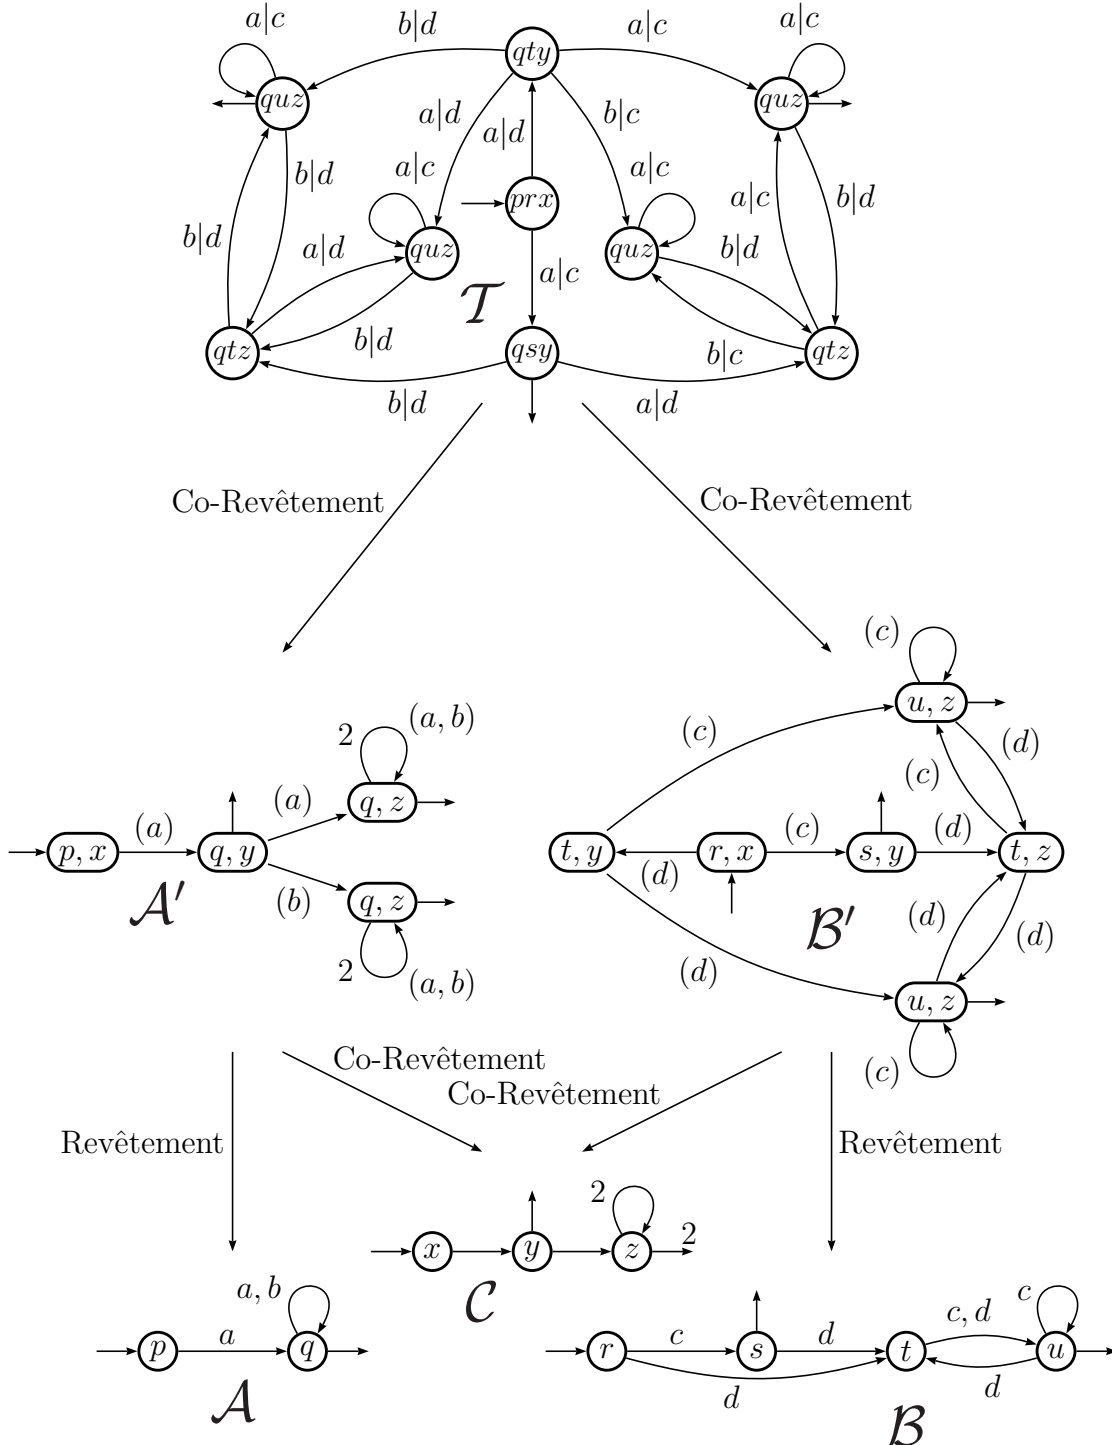 a|c b|d a|c a|c
qty
quz quz
a|d a|d b|c
b|d a|c a|c b|d
prx a|c
b|d a|d quz quz b|d
a|c
T
b|d b|c
qtz qsy qtz
b|d a|d
Co-Revêtement Co-Revêtement
(c)
u, z
2 (a, b) (c) (d)
(a) q, z (c)
(a) (c) (d)
p, x q, y t, y r, x s, y t, z
(b) (d)
A′ q, z B′ (d) (d)
2 (a, b) (d)
u, z
(c)
Co-Revêtement
Co-Revêtement
Revêtement Revêtement
2
2
x y z
C
a, b c, d c
a c d
p q r s t u
d d
A B